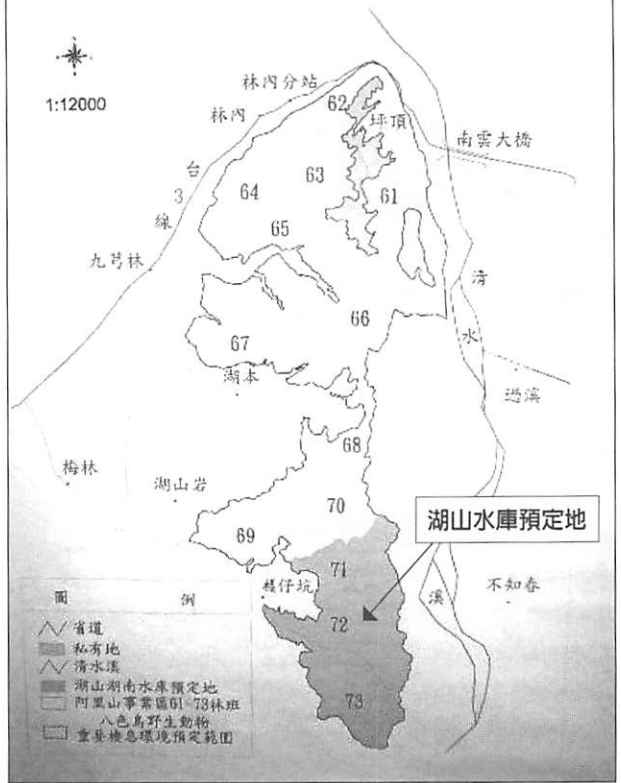 1:12000
林內分站
林內
62
坪頂
南雲大橋
台
3
線
64
63
61
65
九芎林
清
水
溪
66
67
湖本
過溪
68
梅林
湖山岩
70
69
湖山水庫預定地
71
楱仔坑
72
不知春
73
圖 例
省道
私有地
清水溪
湖山湖南水庫預定地
阿里山事業區61-73林班
八色鳥野生動物
重要棲息環境預定範圍